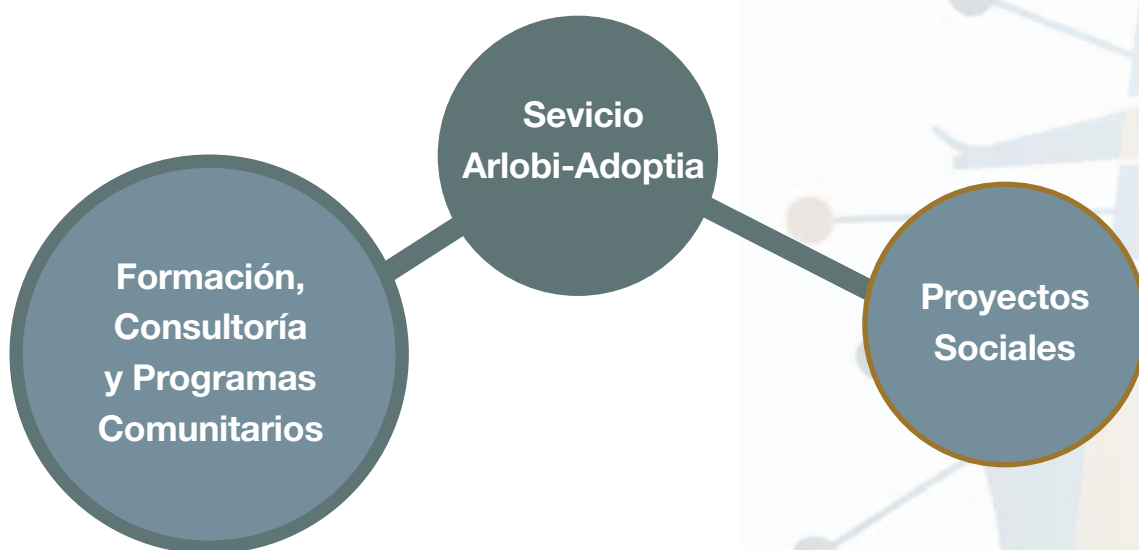 Sevicio
Arlobi-Adoptia
Formación,
Consultoría
y Programas
Comunitarios
Proyectos
Sociales